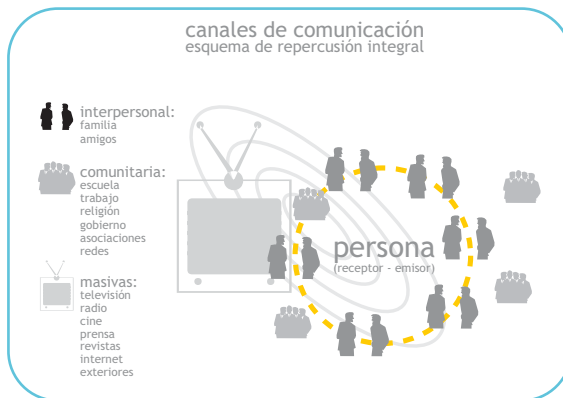 canales de comunicación
esquema de repercusión integral
interpersonal:
familia
amigos
comunitaria:
escuela
trabajo
religión
gobierno
asociaciones
redes
masivas:
televisión
radio
cine
prensa
revistas
internet
exteriores
persona
(receptor - emisor)